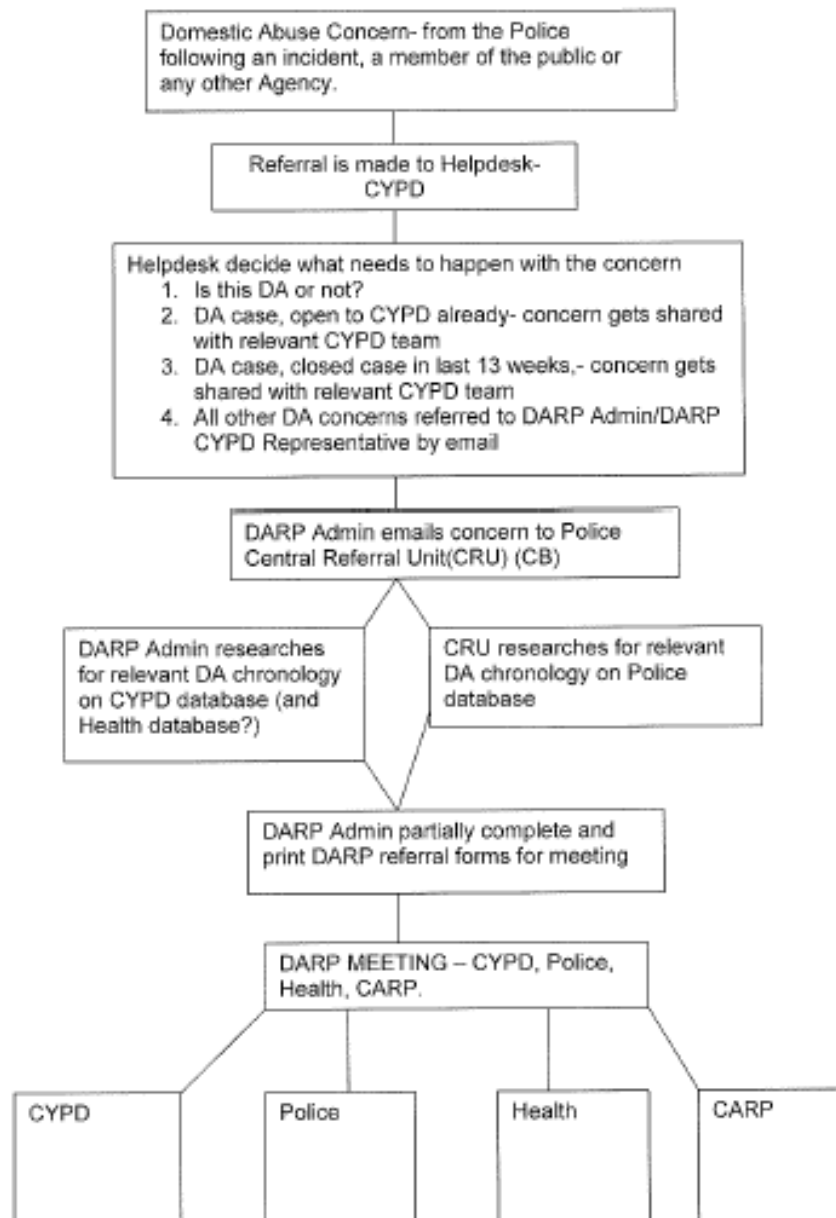 Domestic Abuse Concern- from the Police
following an incident, a member of the public or
any other Agency.
Referral is made to Helpdesk-
CYPD
Helpdesk decide what needs to happen with the concern
1. Is this DA or not?
2. DA case, open to CYPD already- concern gets shared
with relevant CYPD team
3. DA case, closed case in last 13 weeks,- concern gets
shared with relevant CYPD team
4. All other DA concerns referred to DARP Admin/DARP
CYPD Representative by email
DARP Admin emails concern to Police
Central Referral Unit(CRU) (CB)
DARP Admin researches
for relevant DA chronology
on CYPD database (and
Health database?)
CRU researches for relevant
DA chronology on Police
database
DARP Admin partially complete and
print DARP referral forms for meeting
DARP MEETING – CYPD, Police,
Health, CARP.
CYPD
Police
Health
CARP